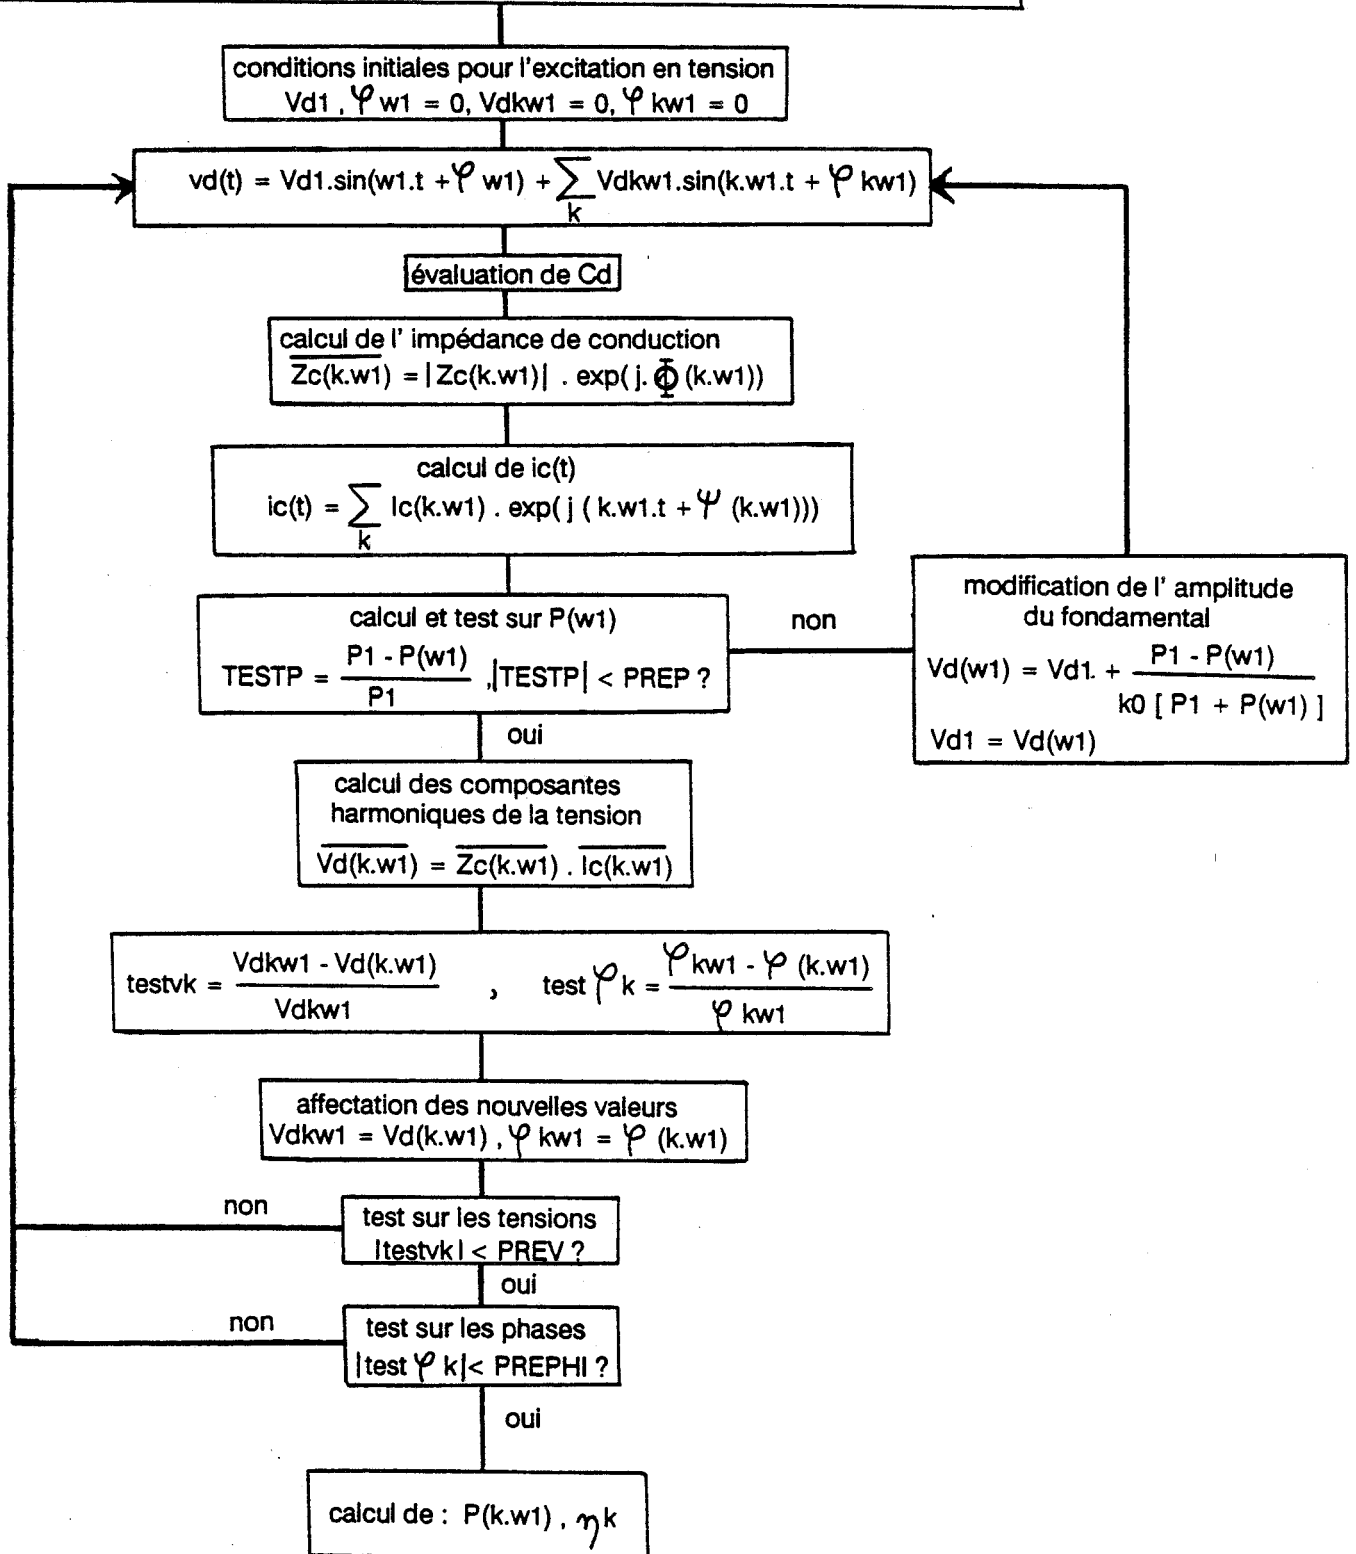 conditions initiales pour l'excitation en tension
Vd1 , φ w1 = 0, Vdkw1 = 0, φ kw1 = 0
vd(t) = Vd1.sin(w1.t + φ w1) + ∑ Vdkw1.sin(k.w1.t + φ kw1)
k
évaluation de Cd
calcul de l' impédance de conduction
Zc(k.w1) = |Zc(k.w1)| . exp( j. Φ (k.w1))
calcul de ic(t)
ic(t) = ∑ Ic(k.w1) . exp( j ( k.w1.t + Ψ (k.w1)))
k
calcul et test sur P(w1)
TESTP = P1 - P(w1) / P1 , |TESTP| < PREP ?
non
modification de l' amplitude
du fondamental
Vd(w1) = Vd1. + P1 - P(w1) / k0 [ P1 + P(w1) ]
Vd1 = Vd(w1)
oui
calcul des composantes
harmoniques de la tension
Vd(k.w1) = Zc(k.w1) . Ic(k.w1)
testvk = Vdkw1 - Vd(k.w1) / Vdkw1 , test φ k = φ kw1 - φ (k.w1) / φ kw1
affectation des nouvelles valeurs
Vdkw1 = Vd(k.w1) , φ kw1 = φ (k.w1)
non
test sur les tensions
|testvk| < PREV ?
oui
non
test sur les phases
|test φ k| < PREPHI ?
oui
calcul de : P(k.w1) , ηk